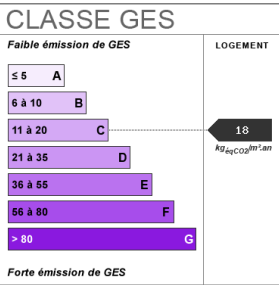 CLASSE GES
Faible émission de GES
LOGEMENT
≤ 5 A
6 à 10 B
11 à 20 C
18
kgéqCO2/m².an
21 à 35 D
36 à 55 E
56 à 80 F
> 80 G
Forte émission de GES